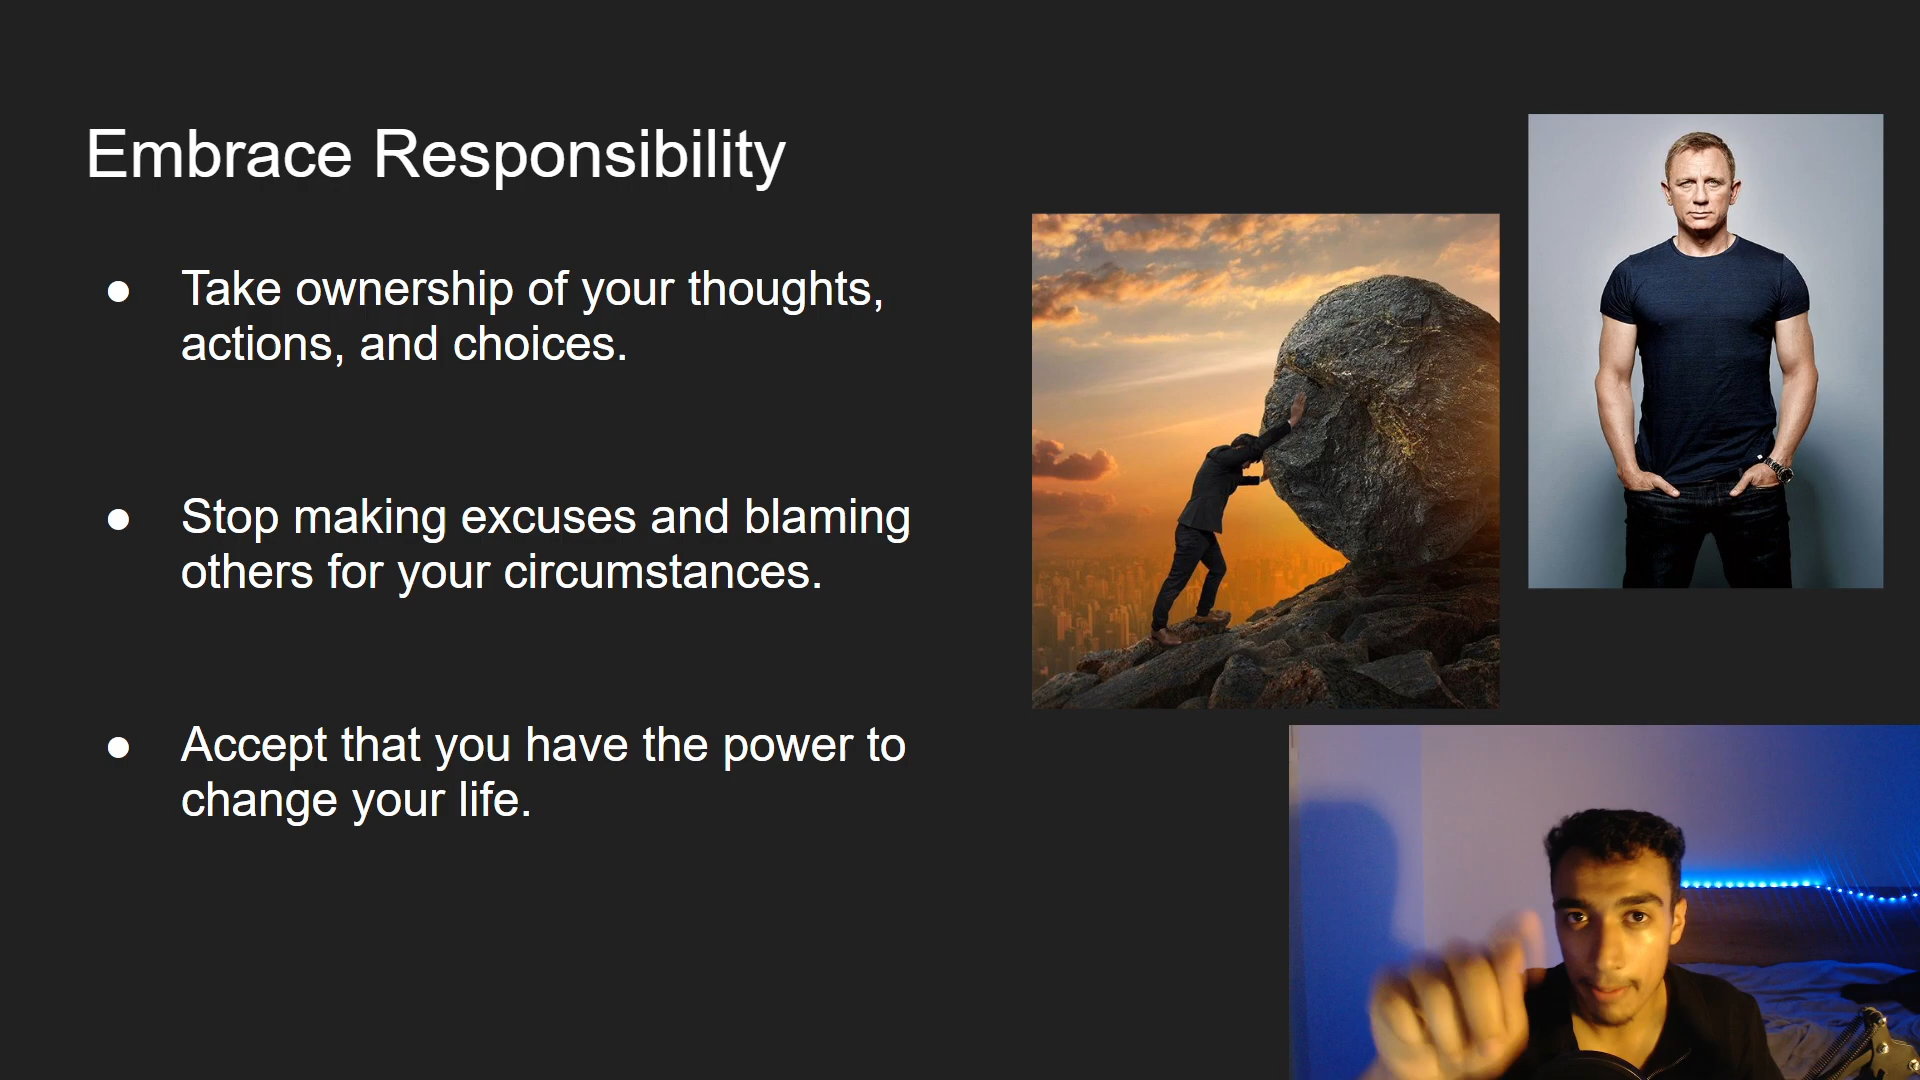 Embrace Responsibility
● Take ownership of your thoughts,
actions, and choices.
● Stop making excuses and blaming
others for your circumstances.
● Accept that you have the power to
change your life.